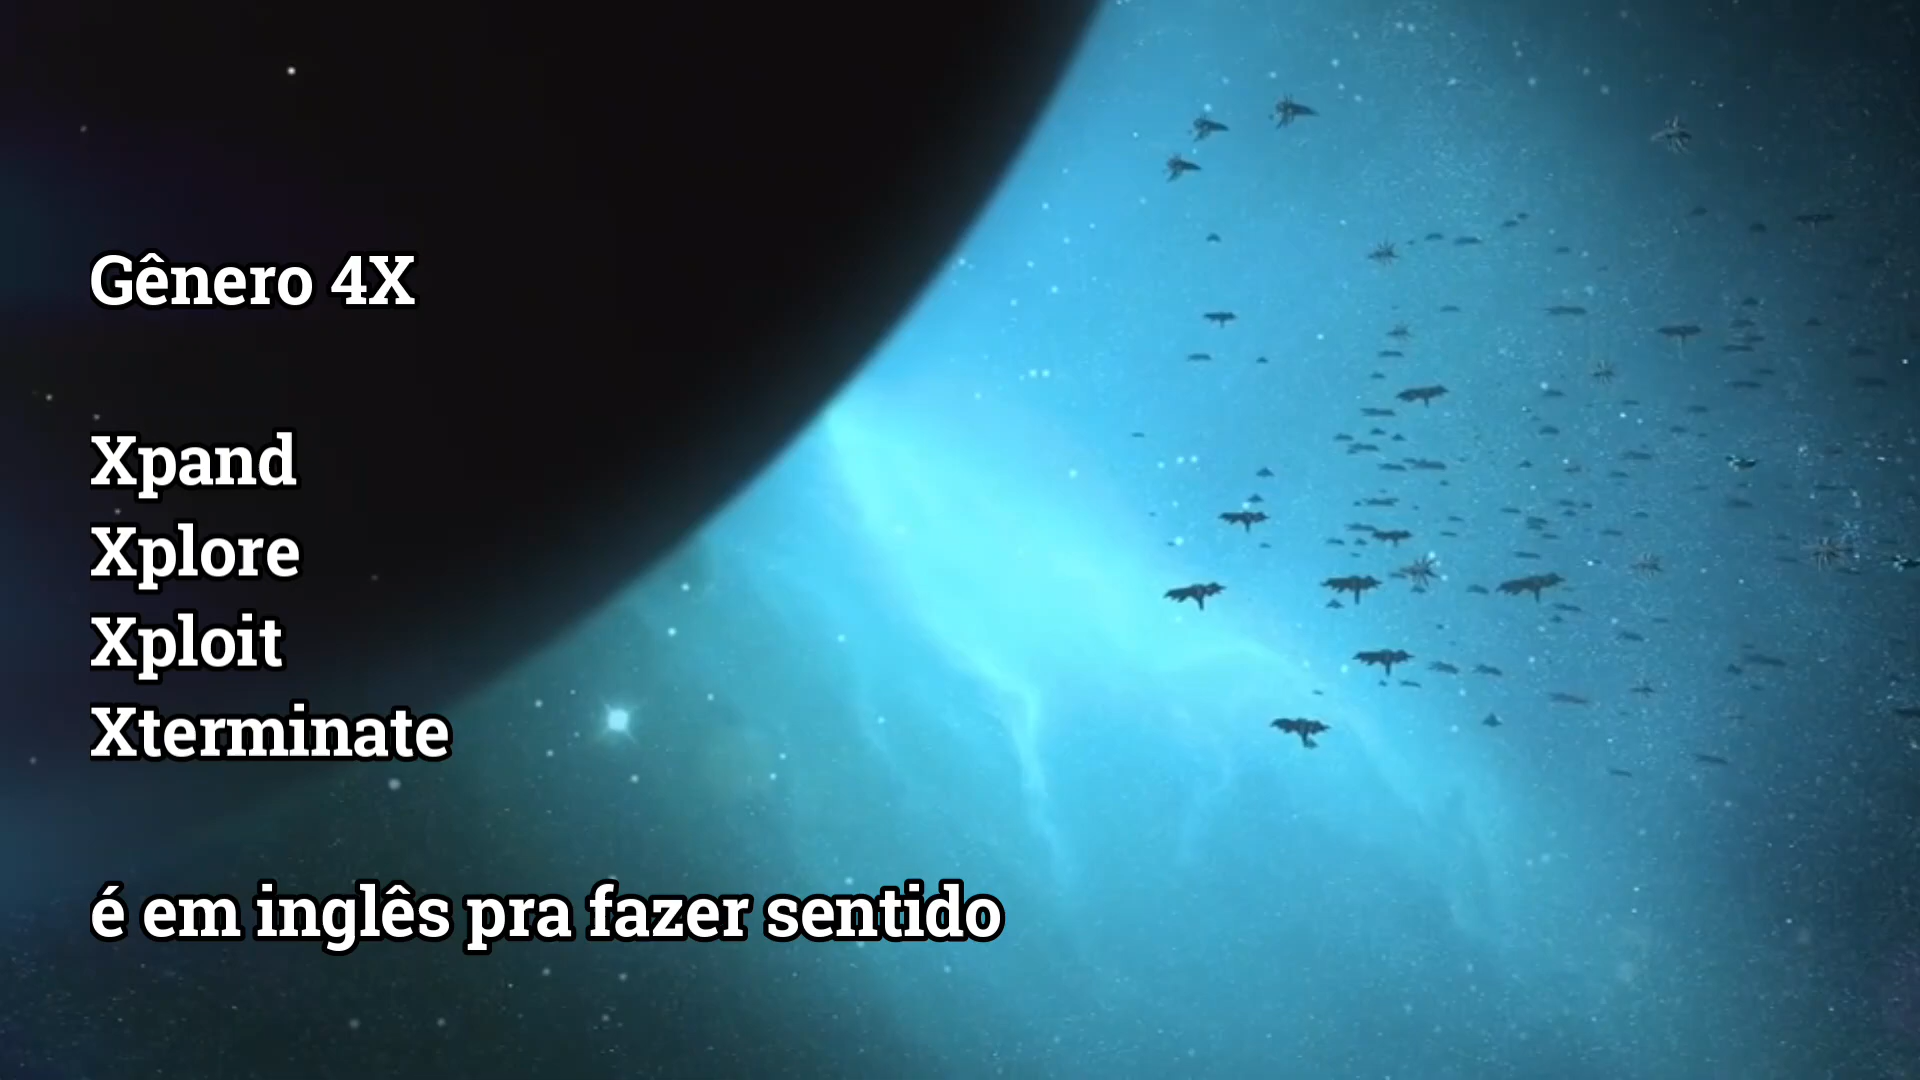 Gênero 4X
Xpand
Xplore
Xploit
Xterminate
é em inglês pra fazer sentido